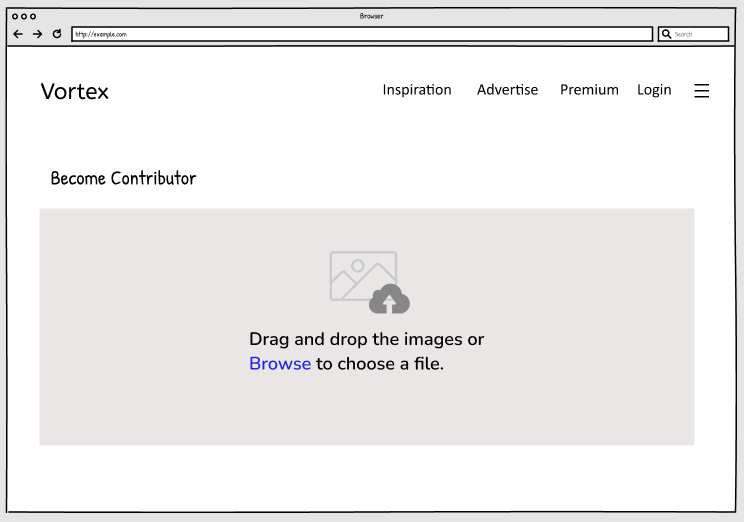 Browser
http://example.com
Search
Vortex
Inspiration Advertise Premium Login
Become Contributor
Drag and drop the images or
Browse to choose a file.